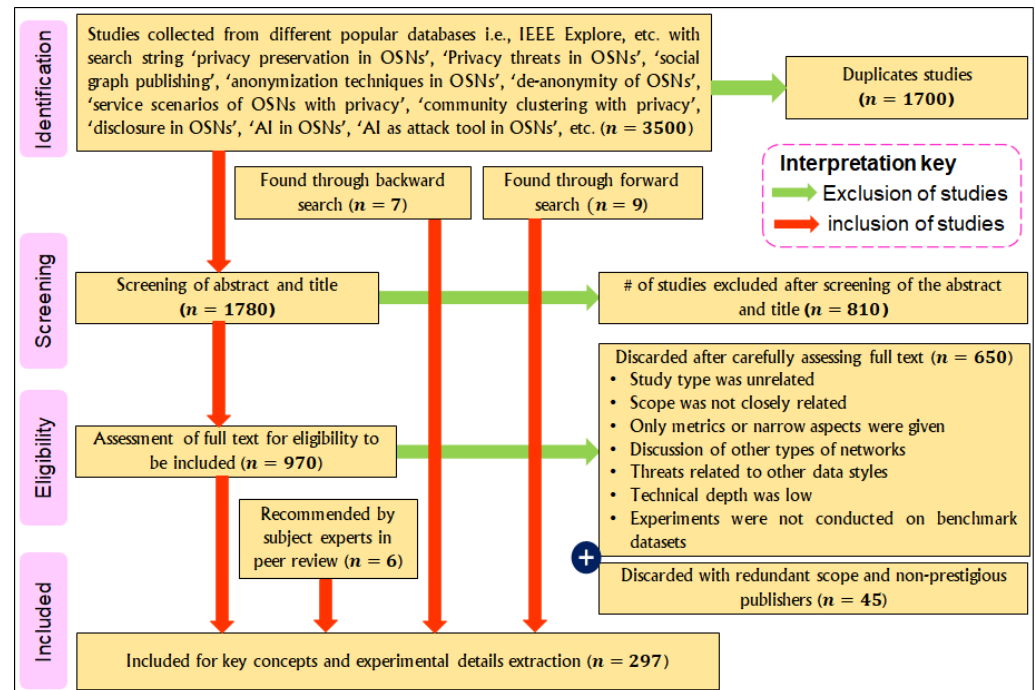 Identification
Studies collected from different popular databases i.e., IEEE Explore, etc. with
search string ‘privacy preservation in OSNs’, ‘Privacy threats in OSNs’, ‘social
graph publishing’, ‘anonymization techniques in OSNs’, ‘de-anonymity of OSNs’,
‘service scenarios of OSNs with privacy’, ‘community clustering with privacy’,
‘disclosure in OSNs’, ‘AI in OSNs’, ‘AI as attack tool in OSNs’, etc. (n = 3500)
Duplicates studies
(n = 1700)
Interpretation key
Exclusion of studies
inclusion of studies
Found through backward
search (n = 7)
Found through forward
search (n = 9)
Screening
Screening of abstract and title
(n = 1780)
# of studies excluded after screening of the abstract
and title (n = 810)
Eligibility
Assessment of full text for eligibility to
be included (n = 970)
Discarded after carefully assessing full text (n = 650)
• Study type was unrelated
• Scope was not closely related
• Only metrics or narrow aspects were given
• Discussion of other types of networks
• Threats related to other data styles
• Technical depth was low
• Experiments were not conducted on benchmark
datasets
+
Discarded with redundant scope and non-prestigious
publishers (n = 45)
Recommended by
subject experts in
peer review (n = 6)
Included
Included for key concepts and experimental details extraction (n = 297)